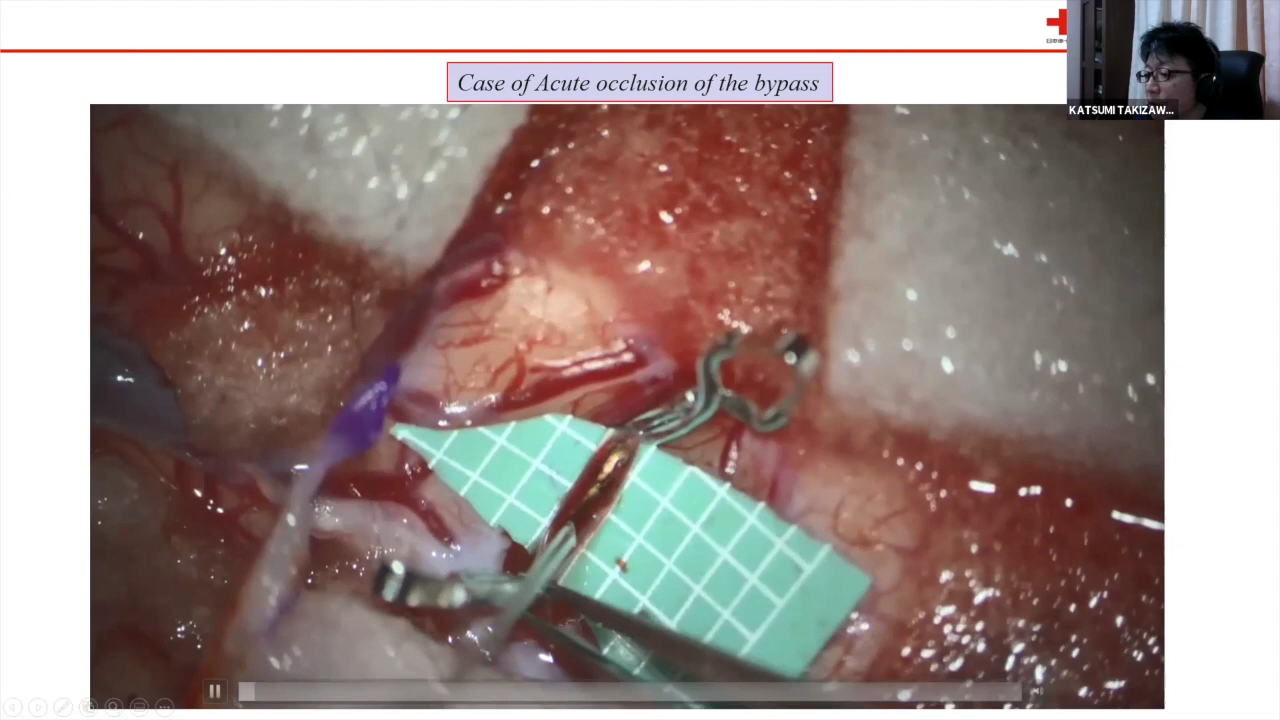 Case of Acute occlusion of the bypass
KATSUMI TAKIZAW...